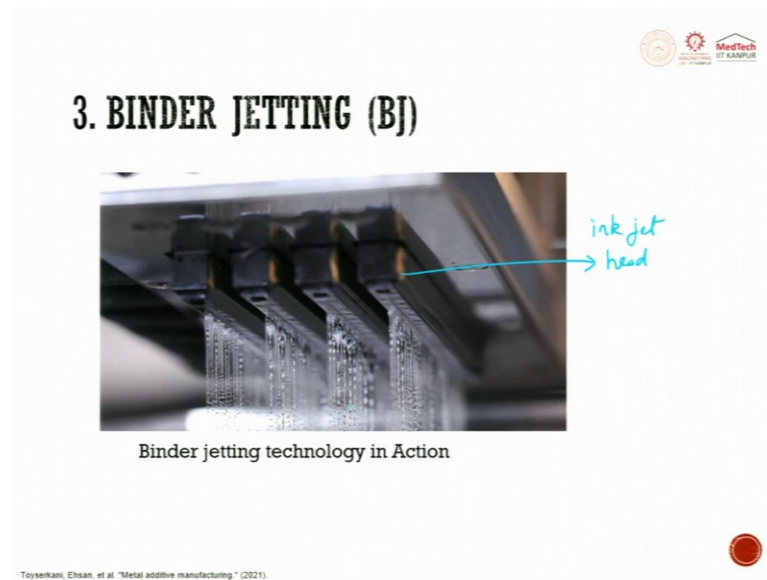 MedTech
IIT KANPUR
3. BINDER JETTING (BJ)
ink jet
head
Binder jetting technology in Action
Toyserkani, Ehsan, et al. "Metal additive manufacturing." (2021).